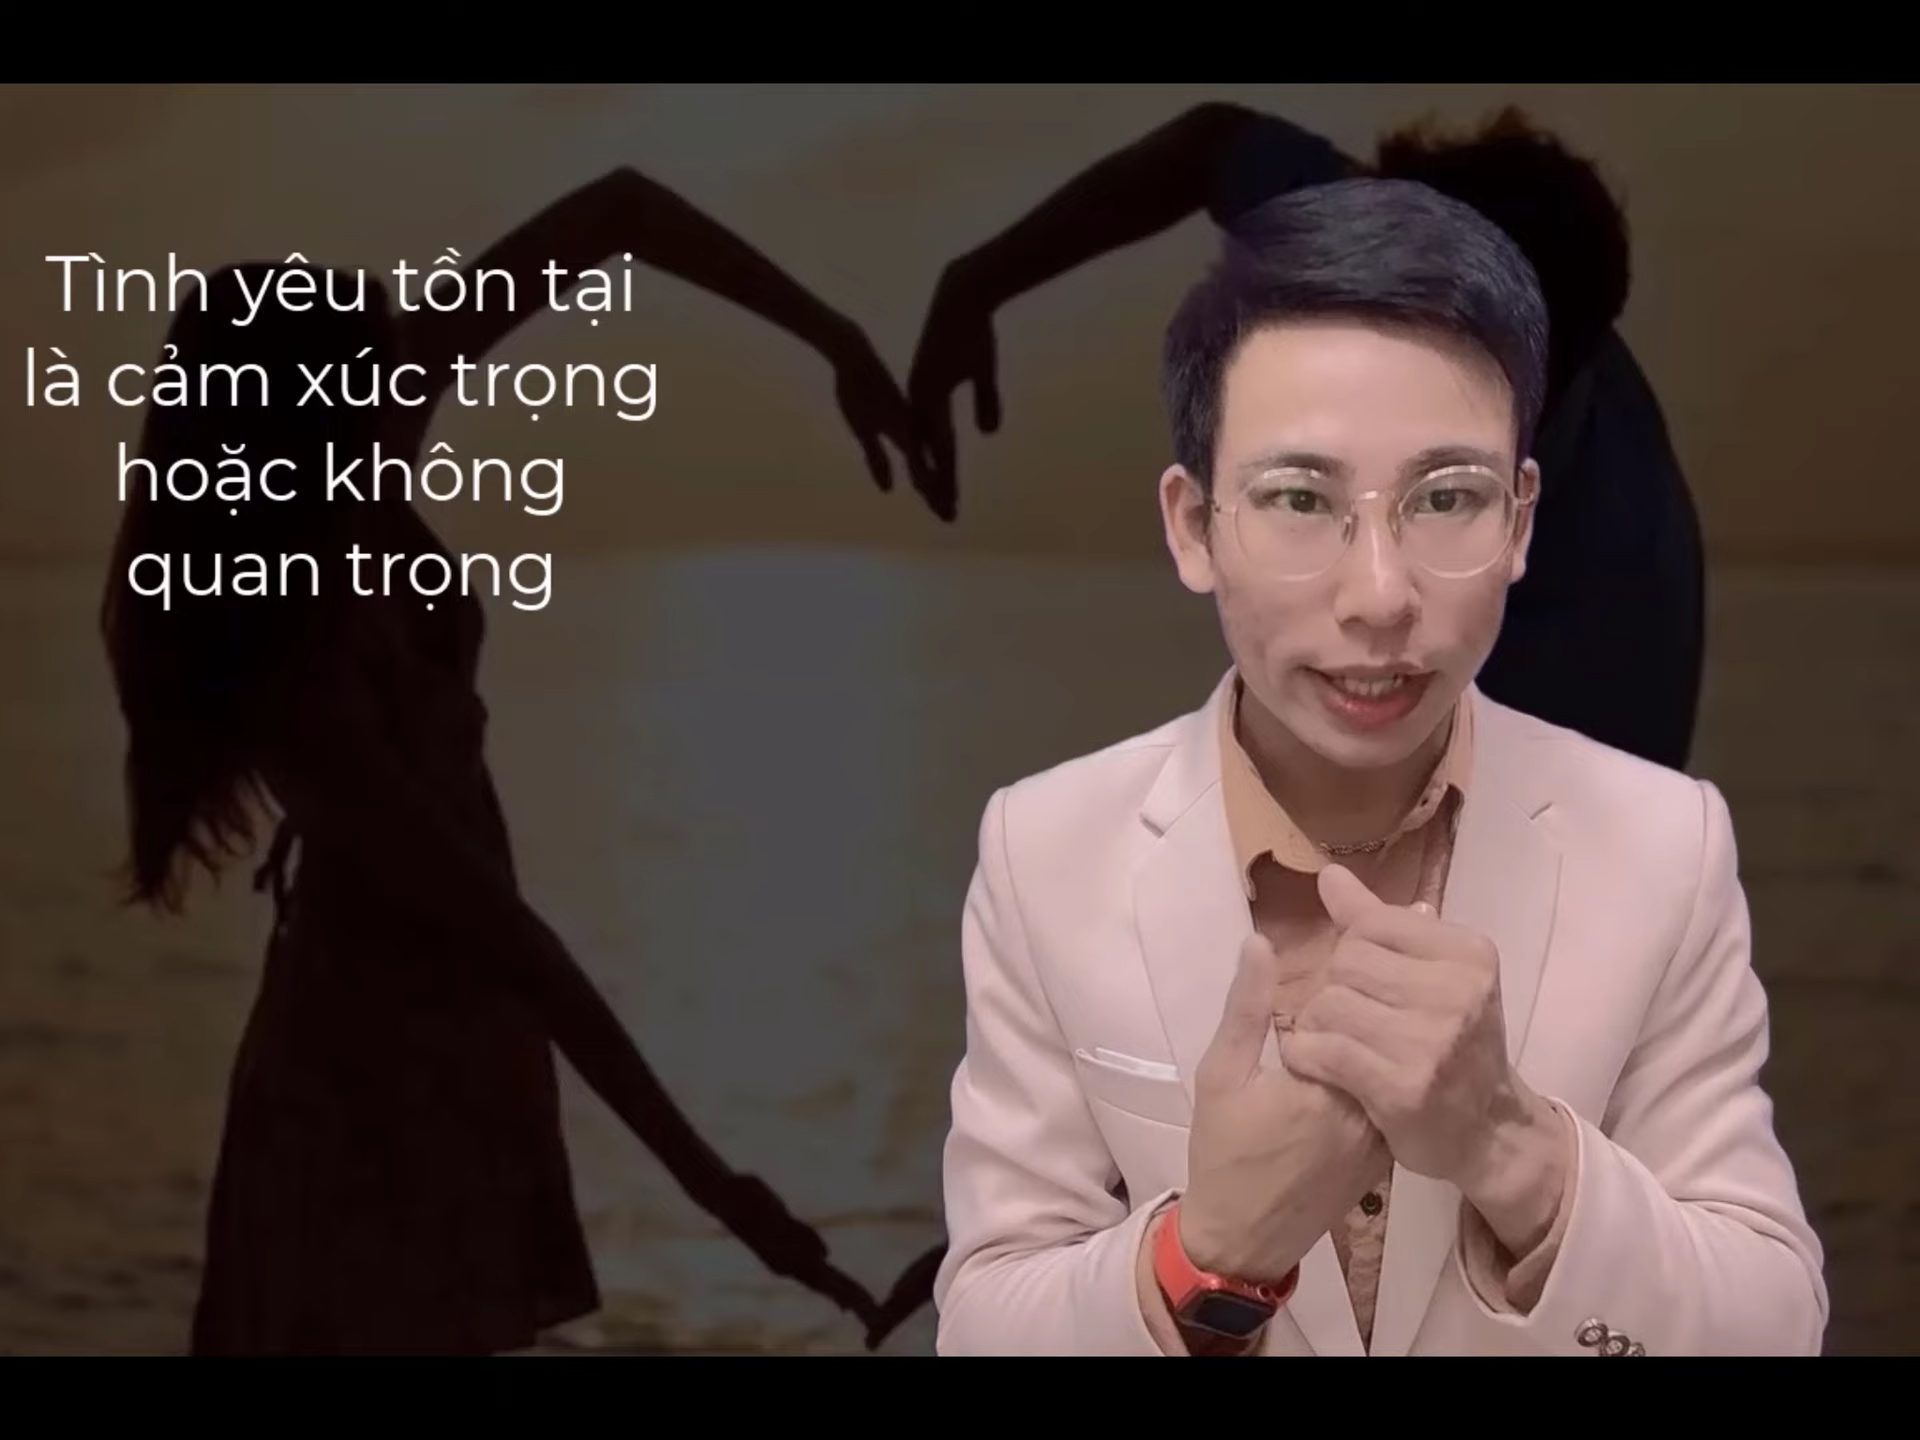 Tình yêu tồn tại
là cảm xúc trọng
hoặc không
quan trọng